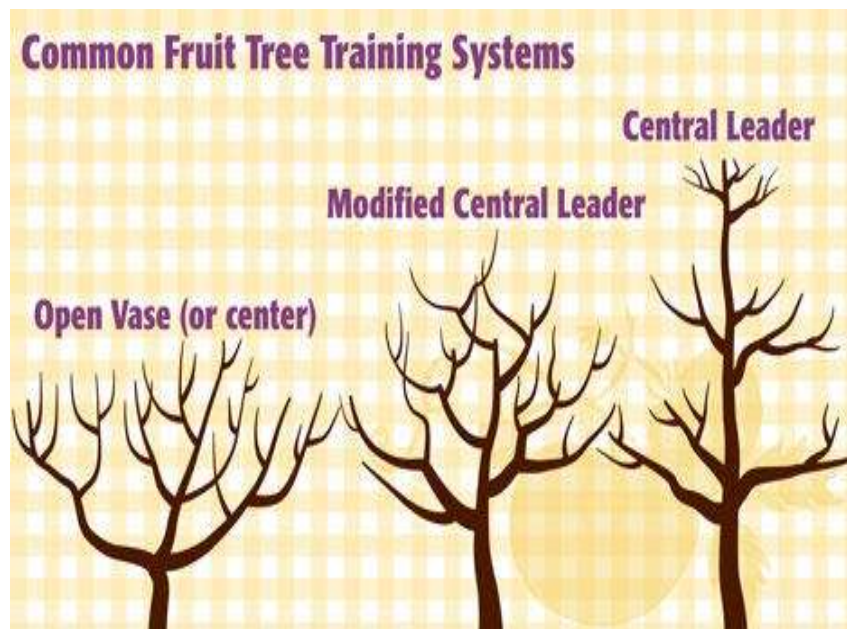 Common Fruit Tree Training Systems
Central Leader
Modified Central Leader
Open Vase (or center)